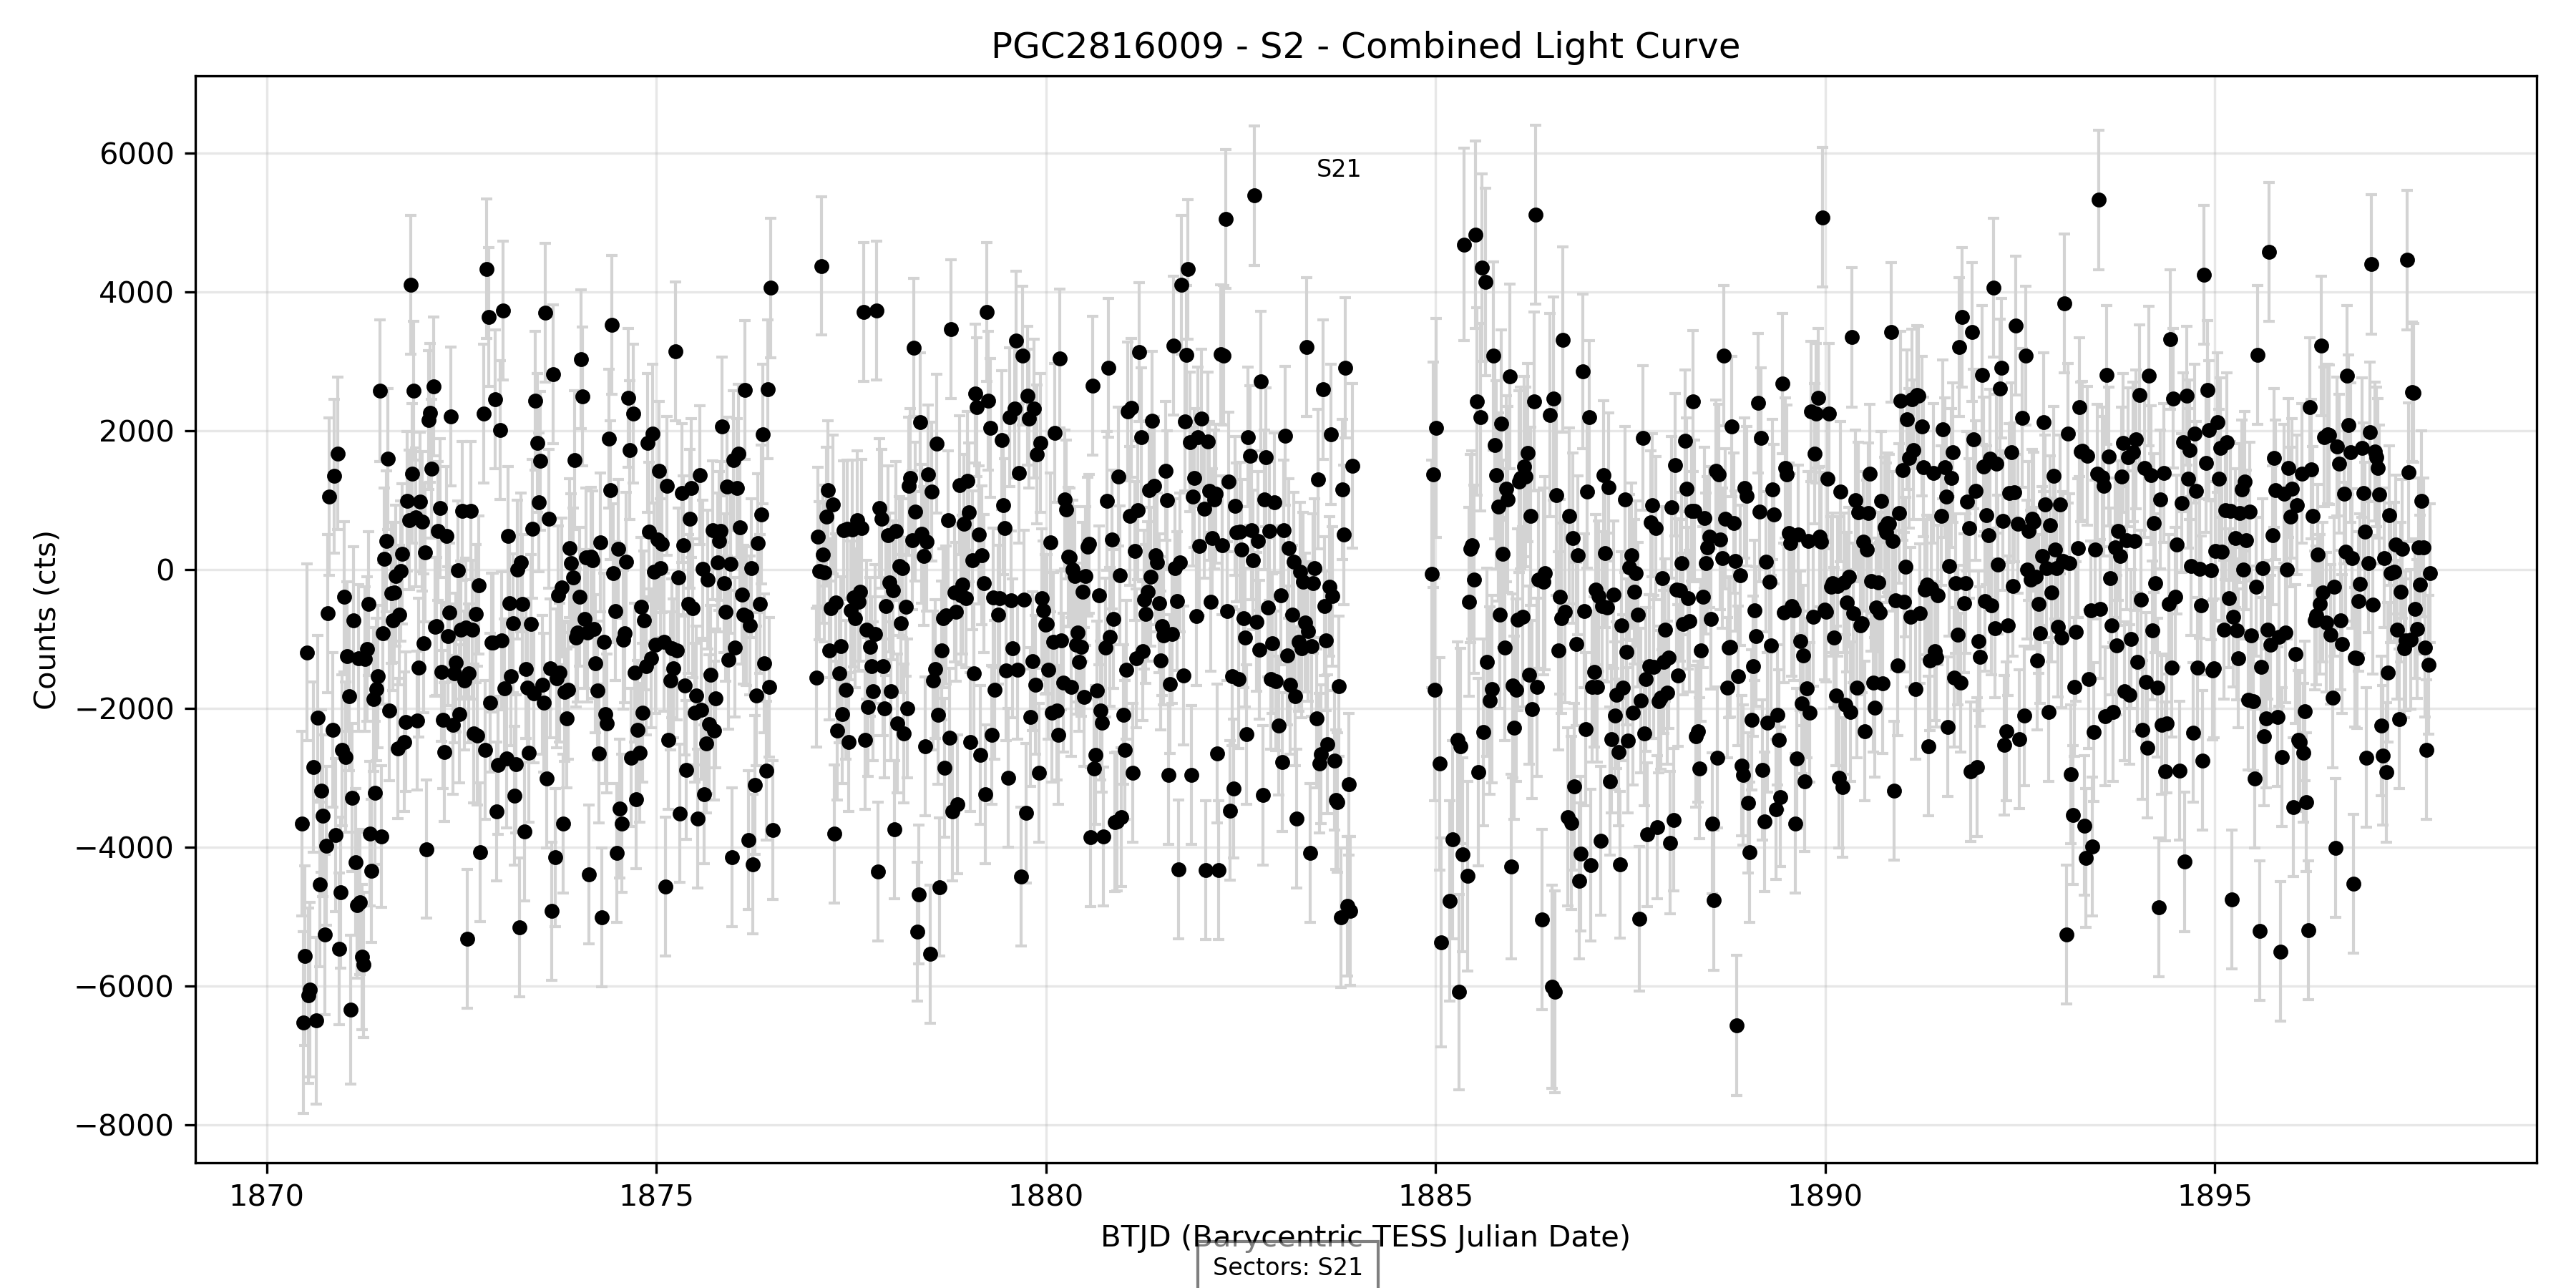 PGC2816009 - S2 - Combined Light Curve
S21
Counts (cts)
6000
4000
2000
0
−2000
−4000
−6000
−8000
1870 1875 1880 1885 1890 1895
BTJD (Barycentric TESS Julian Date)
Sectors: S21